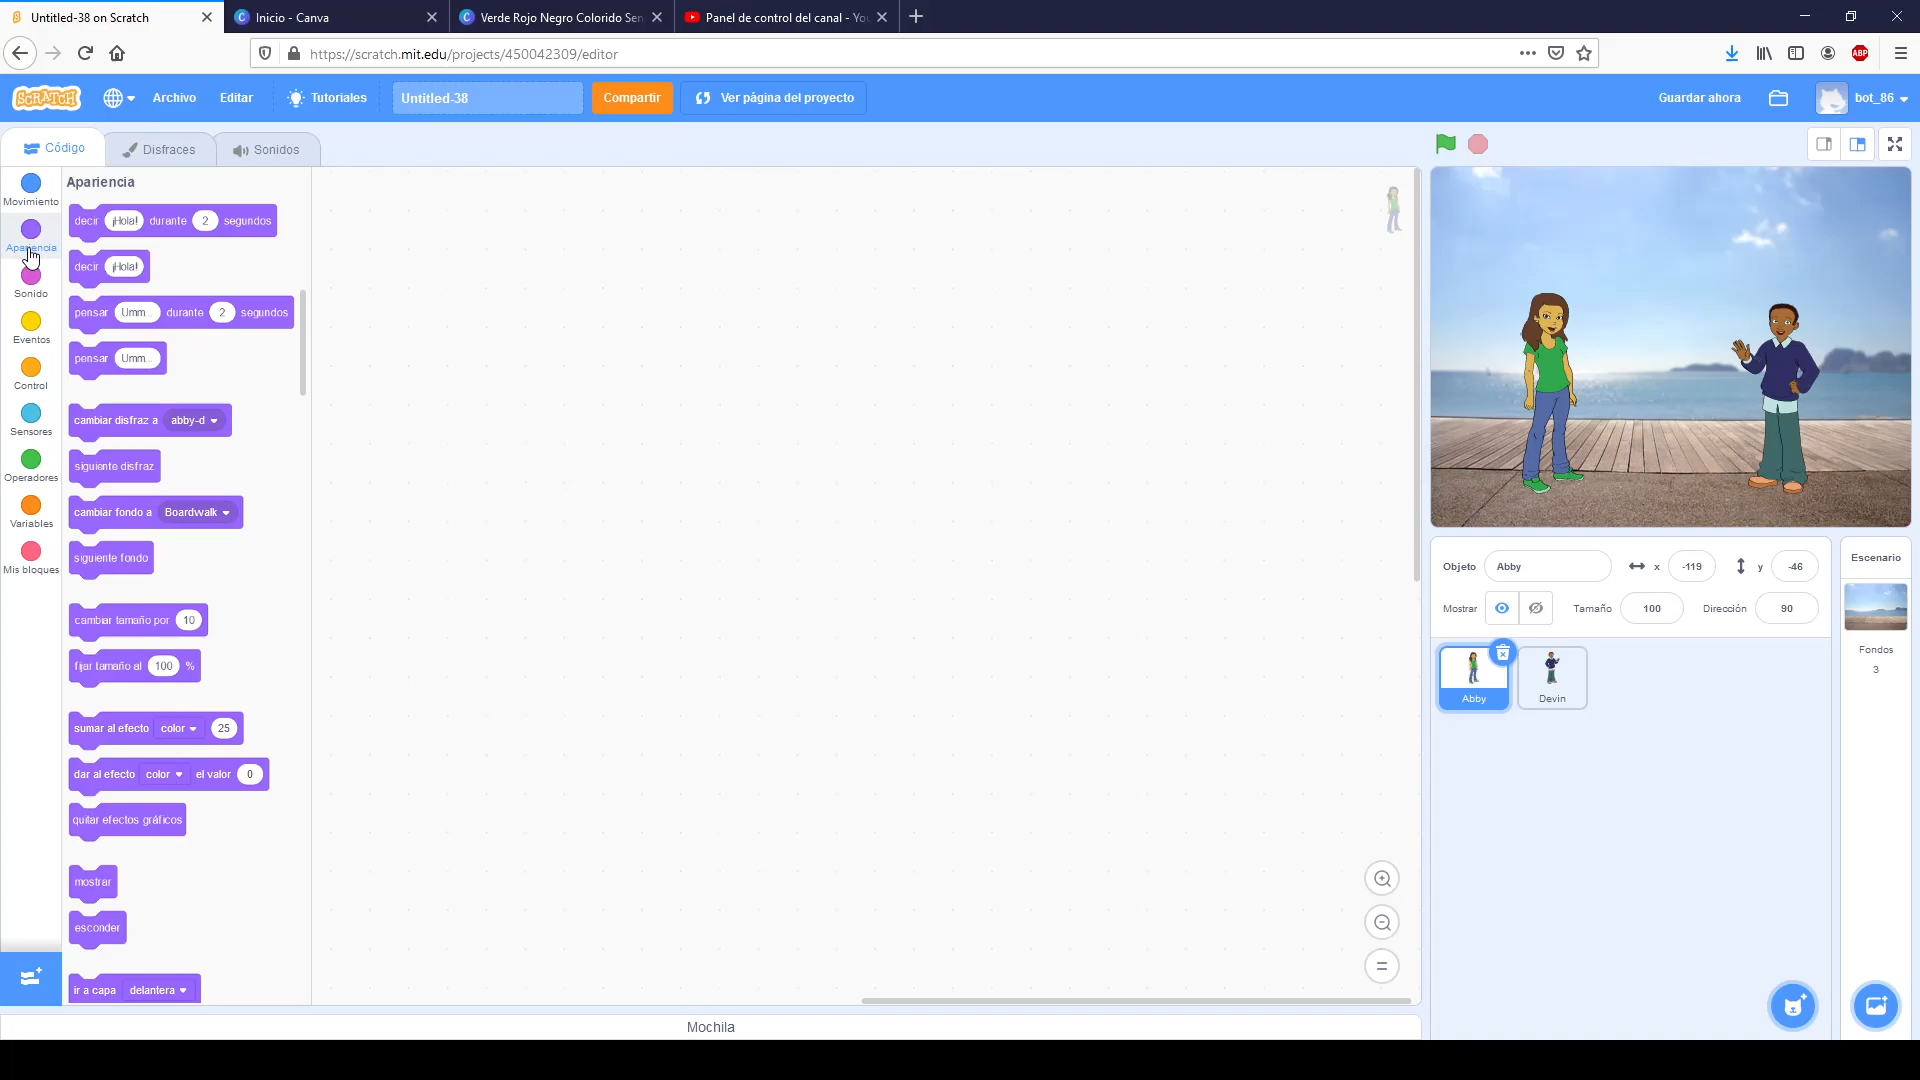 Untitled-38 on Scratch
Inicio - Canva
Verde Rojo Negro Colorido Sen
Panel de control del canal - You
https://scratch.mit.edu/projects/450042309/editor
ABP
SCRATCH
Archivo
Editar
Tutoriales
Untitled-38
Compartir
Ver página del proyecto
Guardar ahora
bot_86
Código
Disfraces
Sonidos
Movimiento
Apariencia
Sonido
Eventos
Control
Sensores
Operadores
Variables
Mis bloques
Apariencia
decir ¡Hola! durante 2 segundos
decir ¡Hola!
pensar Umm... durante 2 segundos
pensar Umm...
cambiar disfraz a abby-d
siguiente disfraz
cambiar fondo a Boardwalk
siguiente fondo
cambiar tamaño por 10
fijar tamaño al 100 %
sumar al efecto color 25
dar al efecto color el valor 0
quitar efectos gráficos
mostrar
esconder
ir a capa delantera
Mochila
Objeto Abby x -119 y -46
Mostrar Tamaño 100 Dirección 90
Abby
Devin
Escenario
Fondos
3